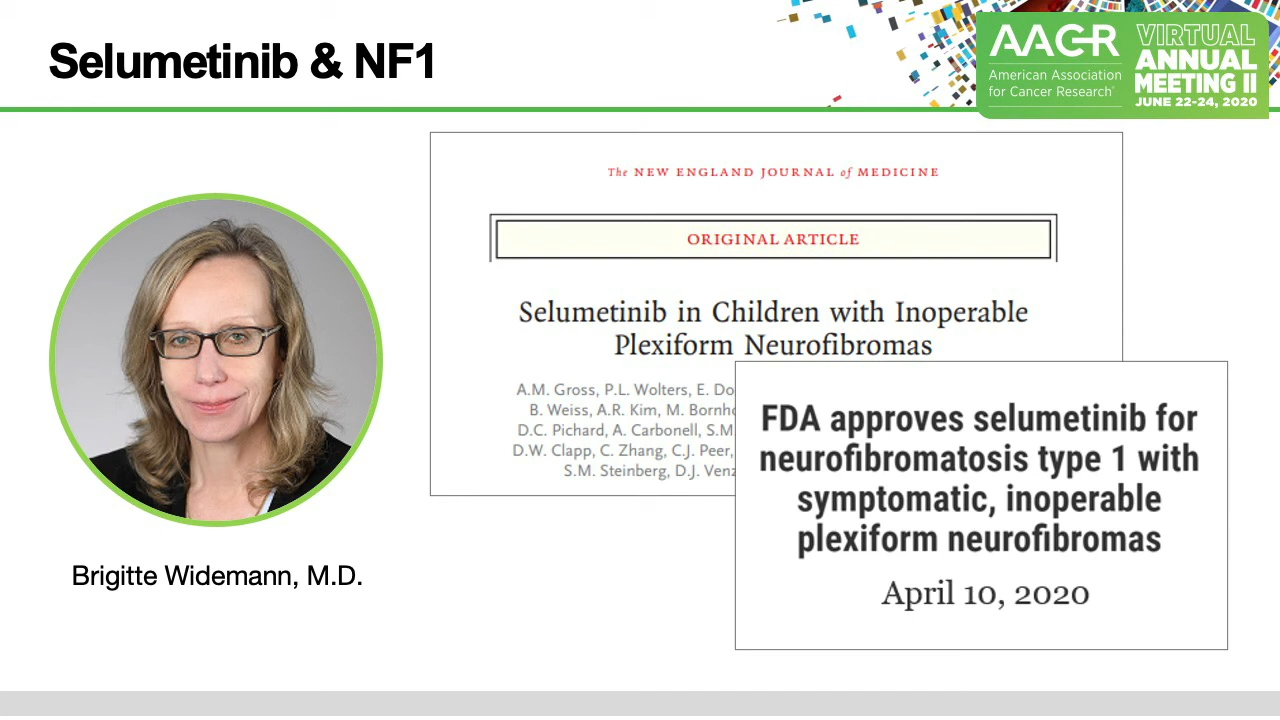 Selumetinib & NF1
AACR
American Association
for Cancer Research®
VIRTUAL
ANNUAL
MEETING II
JUNE 22-24, 2020
The NEW ENGLAND JOURNAL of MEDICINE
ORIGINAL ARTICLE
Selumetinib in Children with Inoperable
Plexiform Neurofibromas
A.M. Gross, P.L. Wolters, E. Do
B. Weiss, A.R. Kim, M. Bornho
D.C. Pichard, A. Carbonell, S.M.
D.W. Clapp, C. Zhang, C.J. Peer,
S.M. Steinberg, D.J. Venz
FDA approves selumetinib for
neurofibromatosis type 1 with
symptomatic, inoperable
plexiform neurofibromas
April 10, 2020
Brigitte Widemann, M.D.